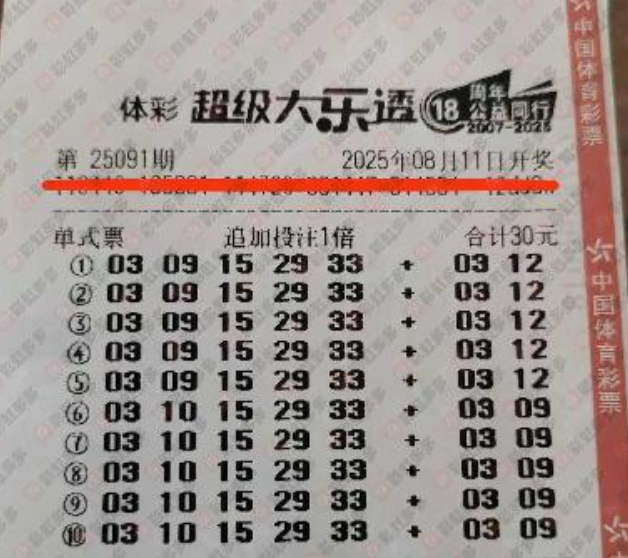 体彩 超级大乐透 18 周年 公益同行 2007-2025
第 25091期 2025年08月11日开奖
单式票 追加投注1倍 合计30元
① 03 09 15 29 33 + 03 12
② 03 09 15 29 33 + 03 12
③ 03 09 15 29 33 + 03 12
④ 03 09 15 29 33 + 03 12
⑤ 03 09 15 29 33 + 03 12
⑥ 03 10 15 29 33 + 03 09
⑦ 03 10 15 29 33 + 03 09
⑧ 03 10 15 29 33 + 03 09
⑨ 03 10 15 29 33 + 03 09
⑩ 03 10 15 29 33 + 03 09
中国体育彩票
中国体育彩票